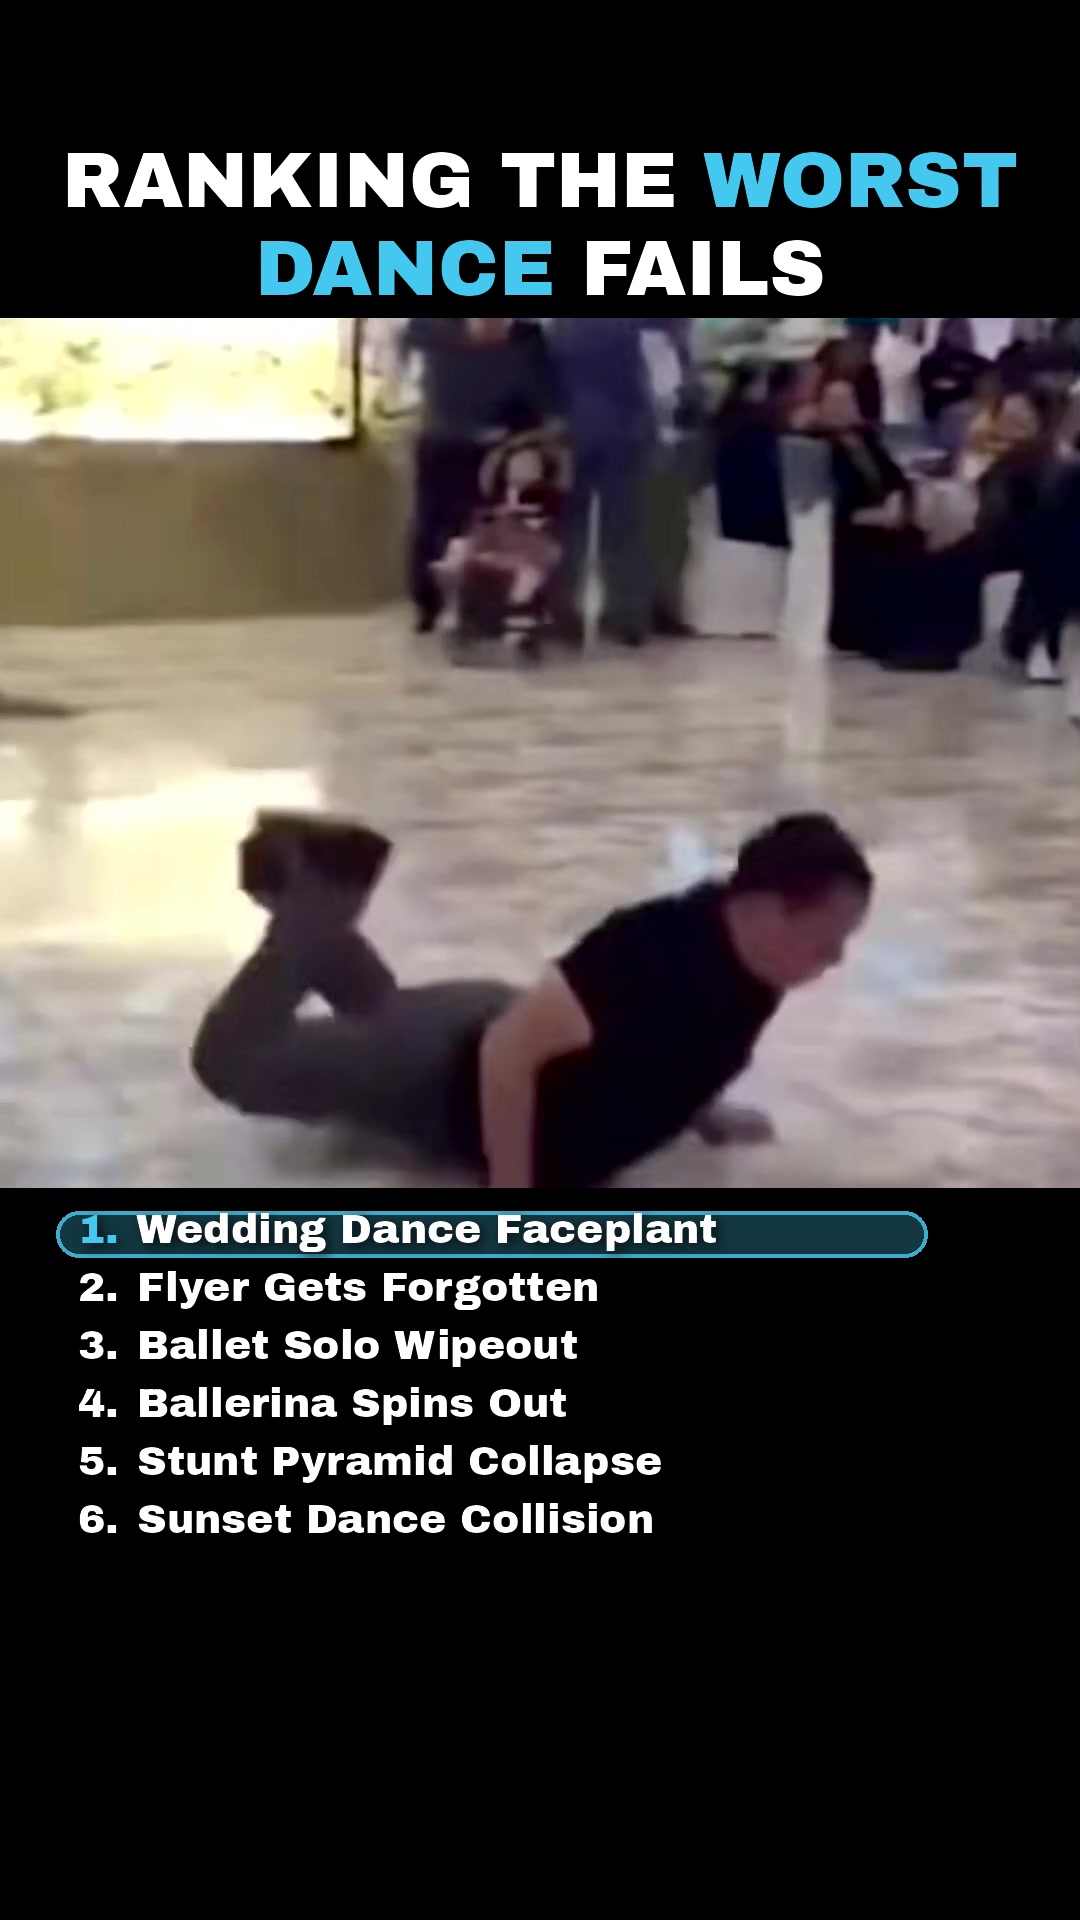 RANKING THE WORST
DANCE FAILS
1. Wedding Dance Faceplant
2. Flyer Gets Forgotten
3. Ballet Solo Wipeout
4. Ballerina Spins Out
5. Stunt Pyramid Collapse
6. Sunset Dance Collision